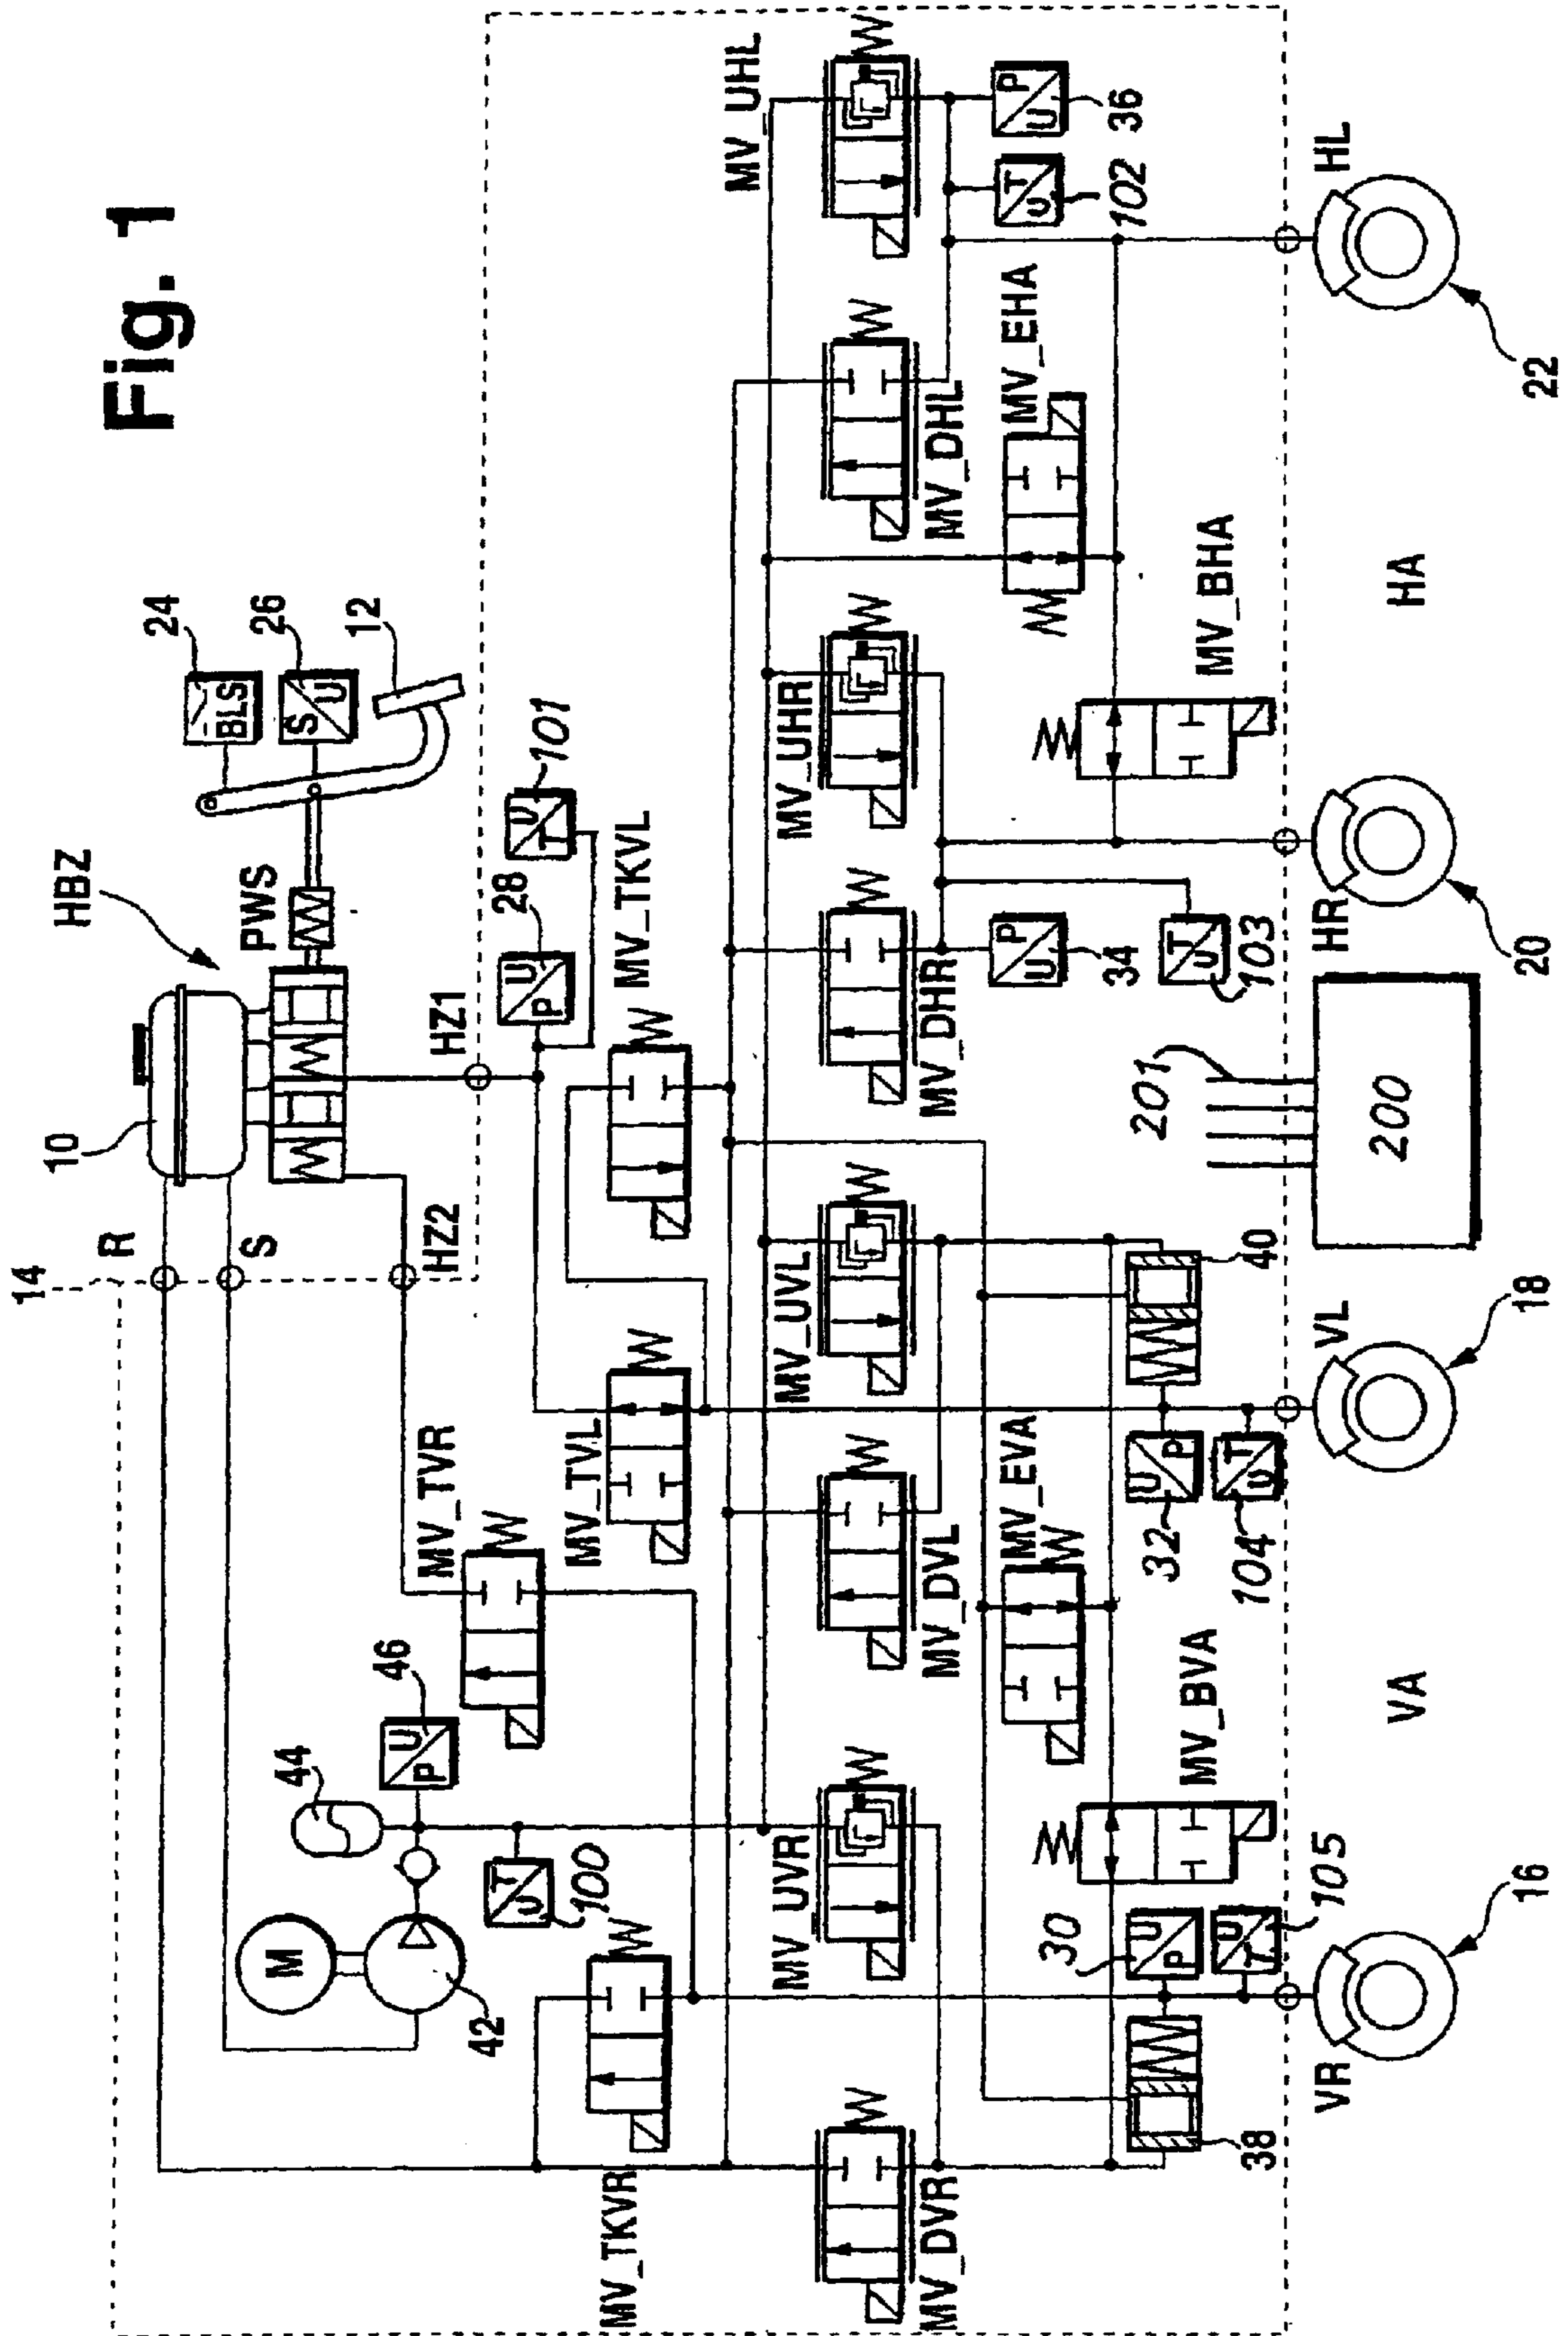 Fig. 1
14
10
HBZ
24
BLS
R
S
PWS
26
S
U
12
M
44
42
46
U
P
HZ2
HZ1
MV_TVR
T
U
100
28
U
P
101
U
T
MV_TKVR
MV_TVL
MV_TKVL
MV_UVR
MV_UVL
MV_UHR
MV_UHL
MV_DVR
MV_DVL
MV_DHR
MV_DHL
MV_EVA
MV_EHA
P
U
34
P
U
36
T
U
102
30
U
P
32
U
P
201
MV_BVA
MV_BHA
T
U
103
105
U
T
104
T
U
38
40
VR
VL
HR
HL
200
VA
HA
16
18
20
22